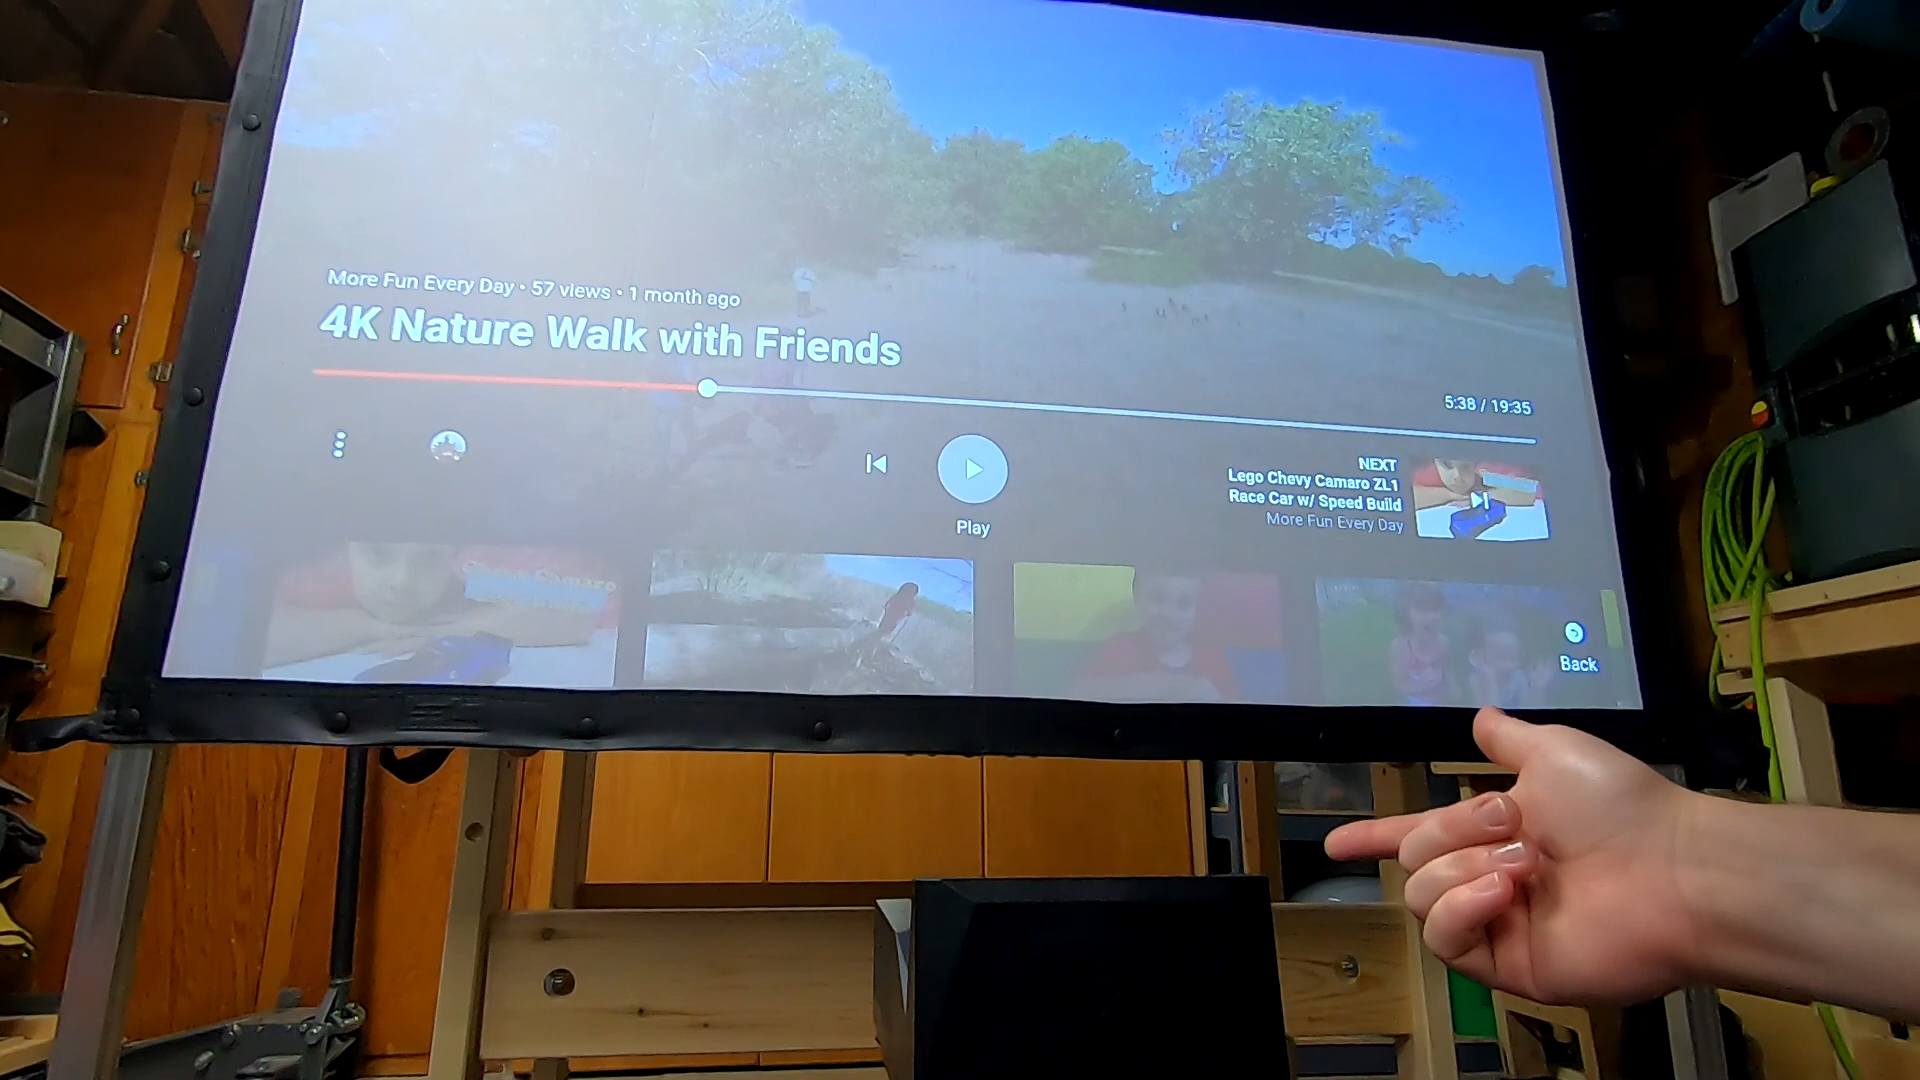 More Fun Every Day • 57 views • 1 month ago
4K Nature Walk with Friends
5:38 / 19:35
NEXT
Lego Chevy Camaro ZL1
Race Car w/ Speed Build
More Fun Every Day
Play
Camaro
Back